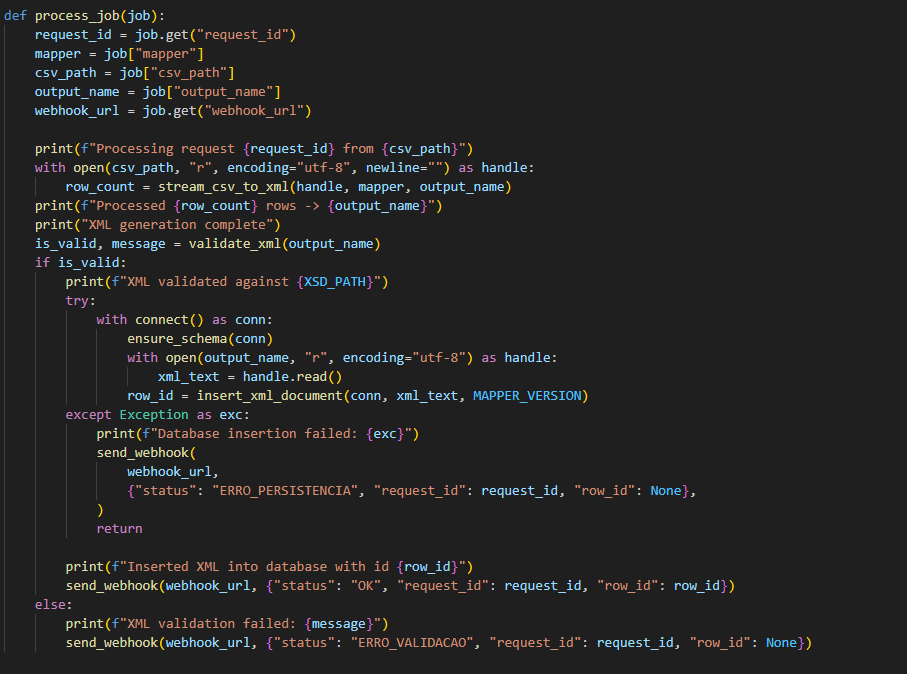 def process_job(job):
    request_id = job.get("request_id")
    mapper = job["mapper"]
    csv_path = job["csv_path"]
    output_name = job["output_name"]
    webhook_url = job.get("webhook_url")

    print(f"Processing request {request_id} from {csv_path}")
    with open(csv_path, "r", encoding="utf-8", newline="") as handle:
        row_count = stream_csv_to_xml(handle, mapper, output_name)
    print(f"Processed {row_count} rows -> {output_name}")
    print("XML generation complete")
    is_valid, message = validate_xml(output_name)
    if is_valid:
        print(f"XML validated against {XSD_PATH}")
        try:
            with connect() as conn:
                ensure_schema(conn)
                with open(output_name, "r", encoding="utf-8") as handle:
                    xml_text = handle.read()
                row_id = insert_xml_document(conn, xml_text, MAPPER_VERSION)
        except Exception as exc:
            print(f"Database insertion failed: {exc}")
            send_webhook(
                webhook_url,
                {"status": "ERRO_PERSISTENCIA", "request_id": request_id, "row_id": None},
            )
            return

        print(f"Inserted XML into database with id {row_id}")
        send_webhook(webhook_url, {"status": "OK", "request_id": request_id, "row_id": row_id})
    else:
        print(f"XML validation failed: {message}")
        send_webhook(webhook_url, {"status": "ERRO_VALIDACAO", "request_id": request_id, "row_id": None})